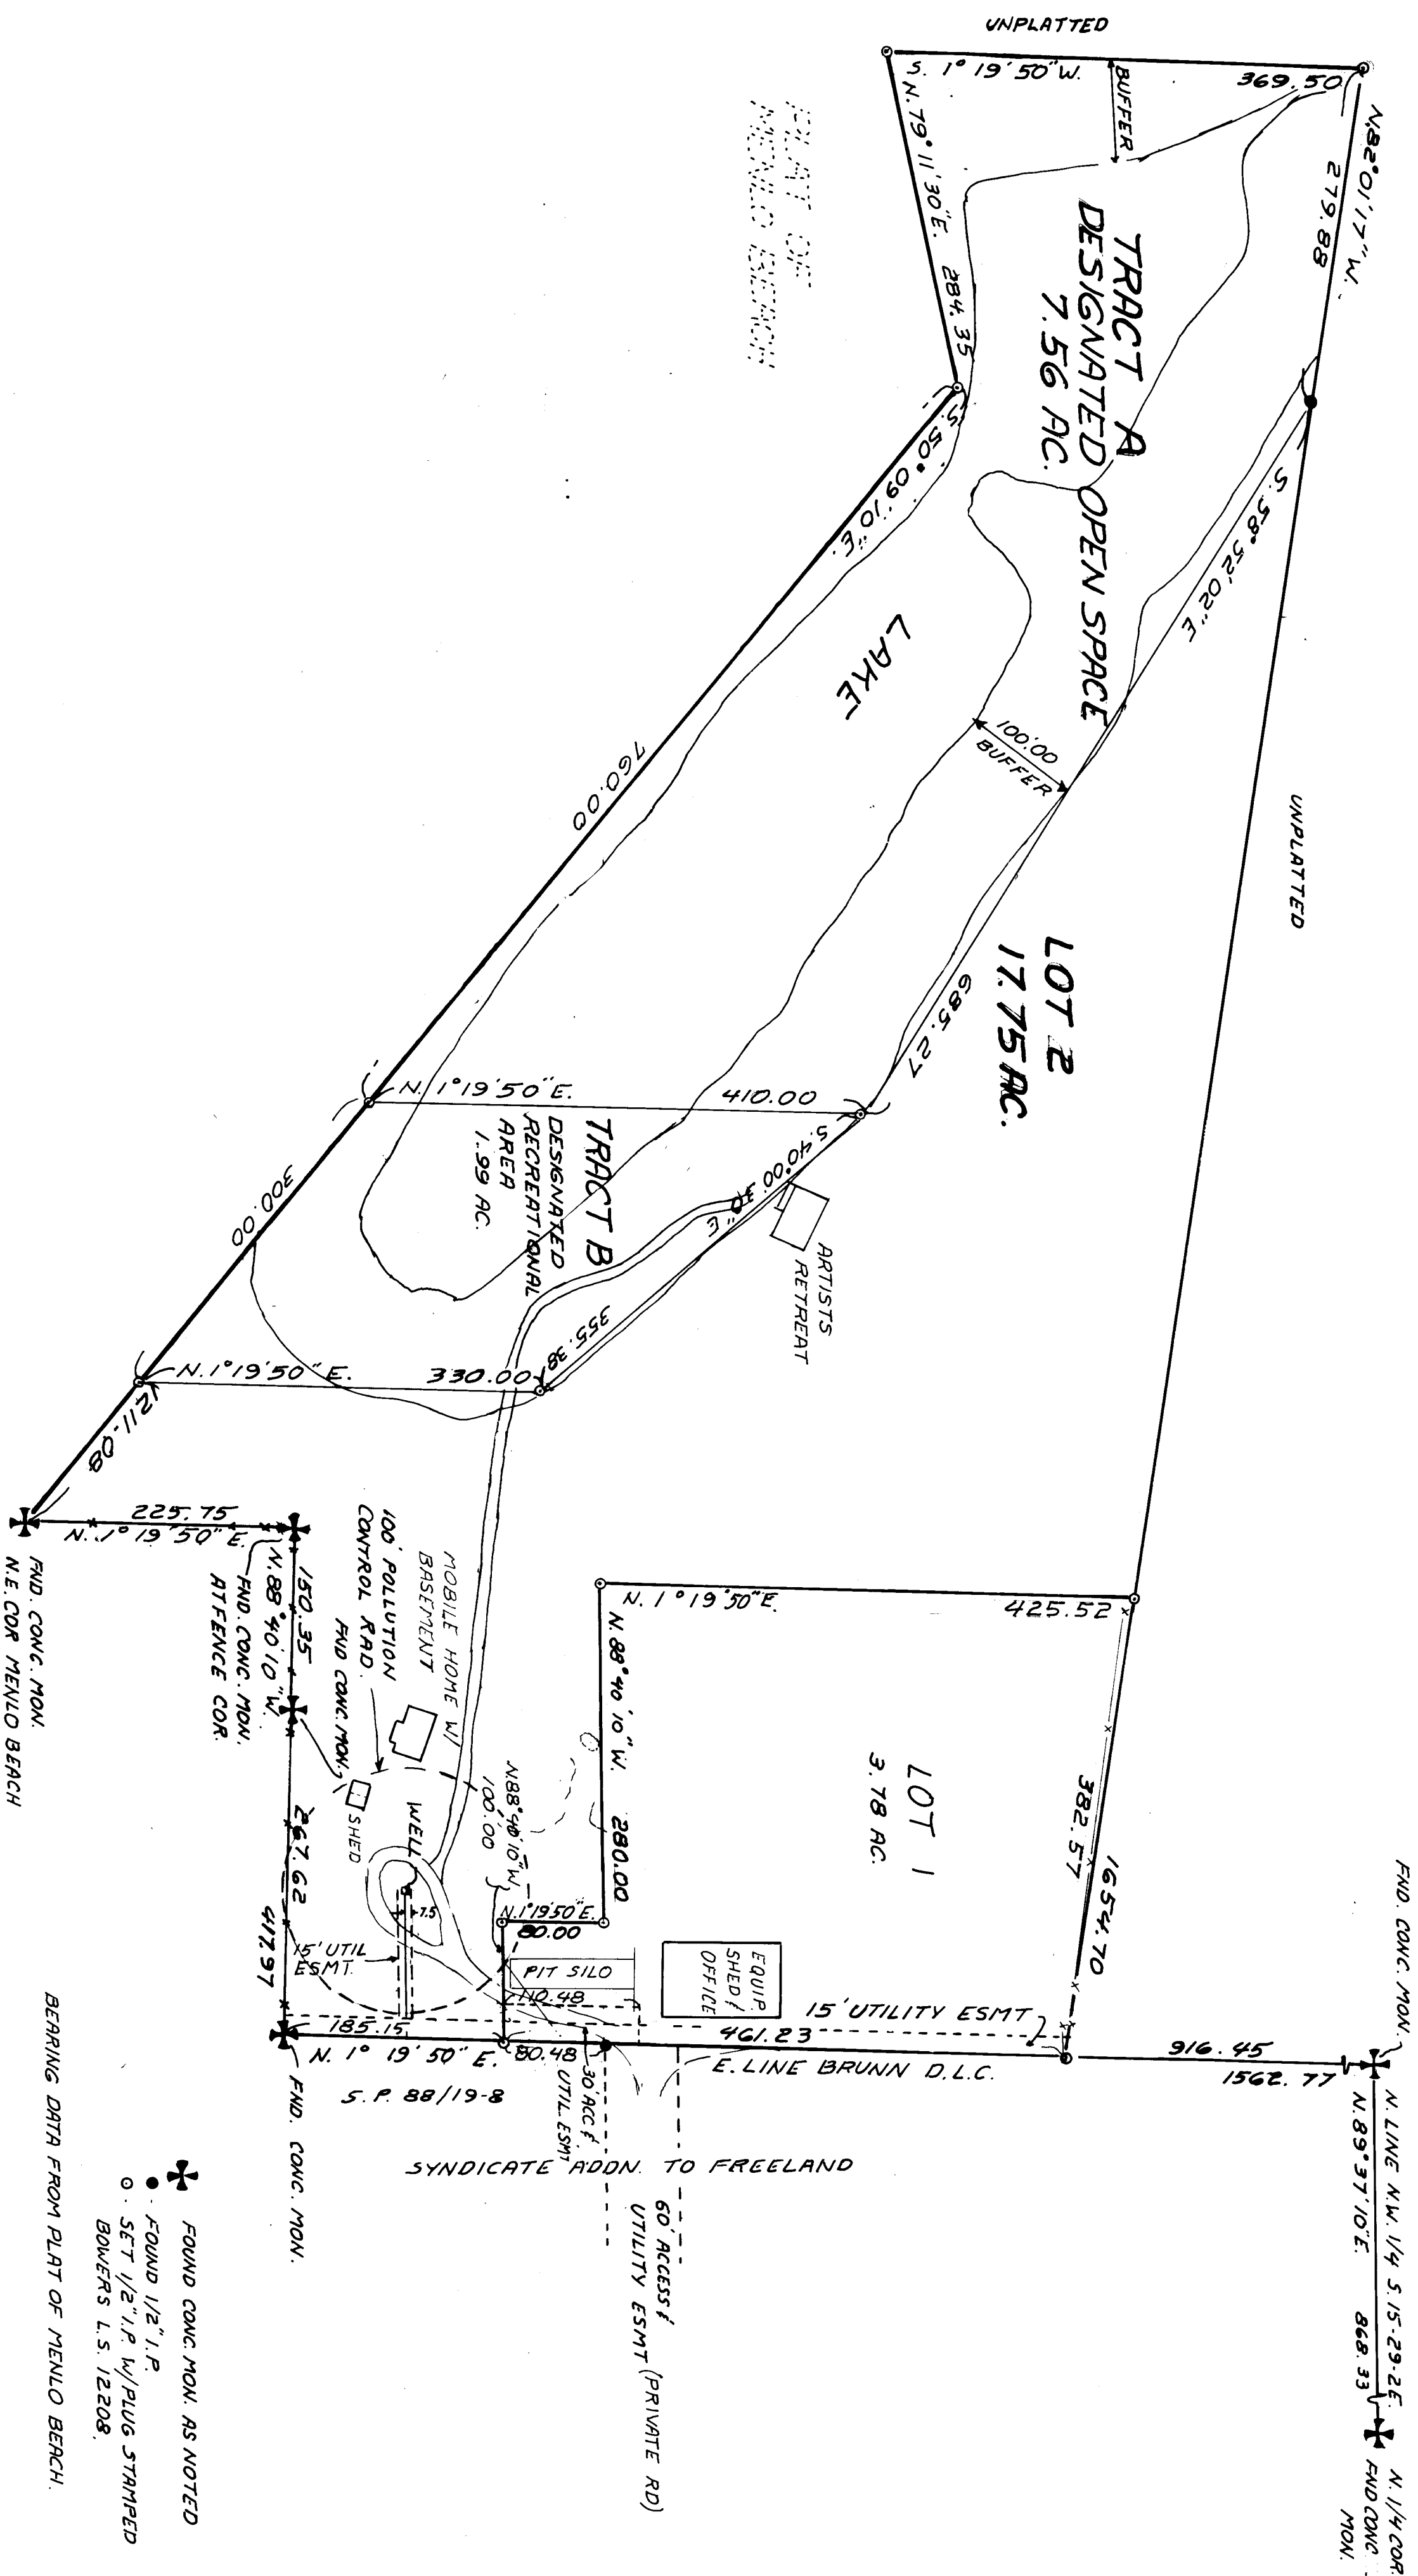 UNPLATTED
S. 1° 19' 50" W.
369.50
BUFFER
N. 79° 11' 30" E. 284.35
N. 82° 01' 17" W.
279.88
PLAT OF
MENLO BEACH
TRACT A
DESIGNATED OPEN SPACE
7.56 AC.
S. 50° 09' 10" E.
S. 58° 52' 02" E
LAKE
100.00
BUFFER
760.00
UNPLATTED
LOT 2
17.75 AC.
685.27
N. 1° 19' 50" E.
410.00
TRACT B
DESIGNATED
RECREATIONAL
AREA
1.99 AC.
S. 40° 00' 30" E
ARTISTS
RETREAT
300.00
355.38
N. 1° 19' 50" E.
330.00
211.08
225.75
N. 1° 19' 50" E.
FND. CONC. MON.
N.E. COR MENLO BEACH
150.35
N. 88° 40' 10" W.
FND. CONC. MON.
AT FENCE COR.
100' POLLUTION
CONTROL RAD.
FND CONC. MON.
MOBILE HOME W/
BASEMENT
SHED
WELL
N. 1° 19' 50" E.
425.52
N. 88° 40' 10" W. 280.00
LOT 1
3.78 AC.
382.57
1654.70
N88° 40' 10" W.
100.00
N. 1° 19' 50" E.
80.00
267.62
417.97
7.5
15' UTIL
ESMT.
PIT SILO
110.48
EQUIP.
SHED &
OFFICE
15' UTILITY ESMT
185.15
N. 1° 19' 50" E.
80.48
461.23
E. LINE BRUNN D.L.C.
916.45
1562.77
FND. CONC. MON.
S. P. 88/19-8
30' ACC &
UTIL. ESMT
FND. CONC. MON.
N. LINE N.W. 1/4 S. 15-29-2E.
N. 89° 37' 10" E. 868.33
N. 1/4 COR.
FND CONC
MON.
SYNDICATE ADDN. TO FREELAND
60' ACCESS &
UTILITY ESMT (PRIVATE RD)
FOUND CONC. MON. AS NOTED
FOUND 1/2" I.P.
SET 1/2" I.P. W/PLUG STAMPED
BOWERS L.S. 12208.
BEARING DATA FROM PLAT OF MENLO BEACH.